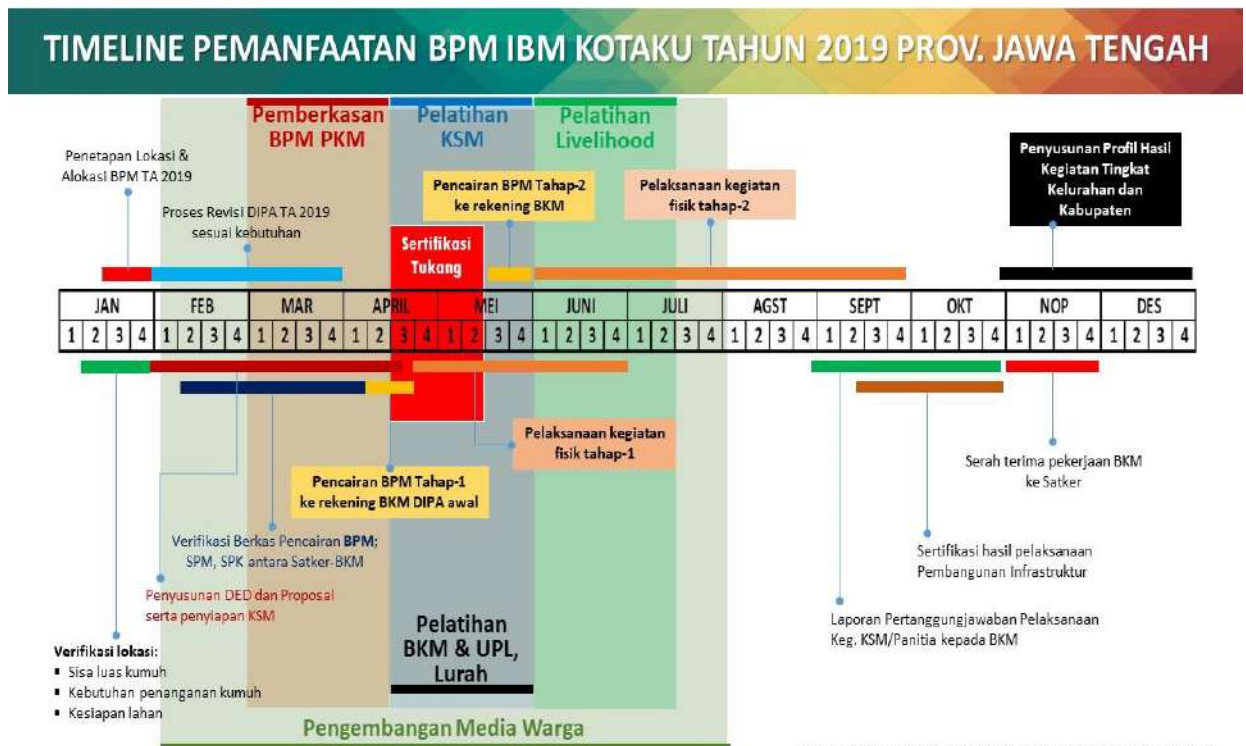 TIMELINE PEMANFAATAN BPM IBM KOTAKU TAHUN 2019 PROV. JAWA TENGAH
Pemberkasan
BPM PKM
Pelatihan
KSM
Pelatihan
Livelihood
Penetapan Lokasi &
Alokasi BPM TA 2019
Proses Revisi DIPA TA 2019
sesuai kebutuhan
Sertifikasi
Tukang
Pencairan BPM Tahap-2
ke rekening BKM
Pelaksanaan kegiatan
fisik tahap-2
Penyusunan Profil Hasil
Kegiatan Tingkat
Kelurahan dan
Kabupaten
JAN FEB MAR APRIL MEI JUNI JULI AGST SEPT OKT NOP DES
1 2 3 4 1 2 3 4 1 2 3 4 1 2 3 4 1 2 3 4 1 2 3 4 1 2 3 4 1 2 3 4 1 2 3 4 1 2 3 4 1 2 3 4 1 2 3 4
Pelaksanaan kegiatan
fisik tahap-1
Pencairan BPM Tahap-1
ke rekening BKM DIPA awal
Verifikasi Berkas Pencairan BPM;
SPM, SPK antara Satker-BKM
Penyusunan DED dan Proposal
serta penyiapan KSM
Verifikasi lokasi:
▪ Sisa luas kumuh
▪ Kebutuhan penanganan kumuh
▪ Kesiapan lahan
Pelatihan
BKM & UPL,
Lurah
Pengembangan Media Warga
Serah terima pekerjaan BKM
ke Satker
Sertifikasi hasil pelaksanaan
Pembangunan Infrastruktur
Laporan Pertanggungjawaban Pelaksanaan
Keg. KSM/Panitia kepada BKM